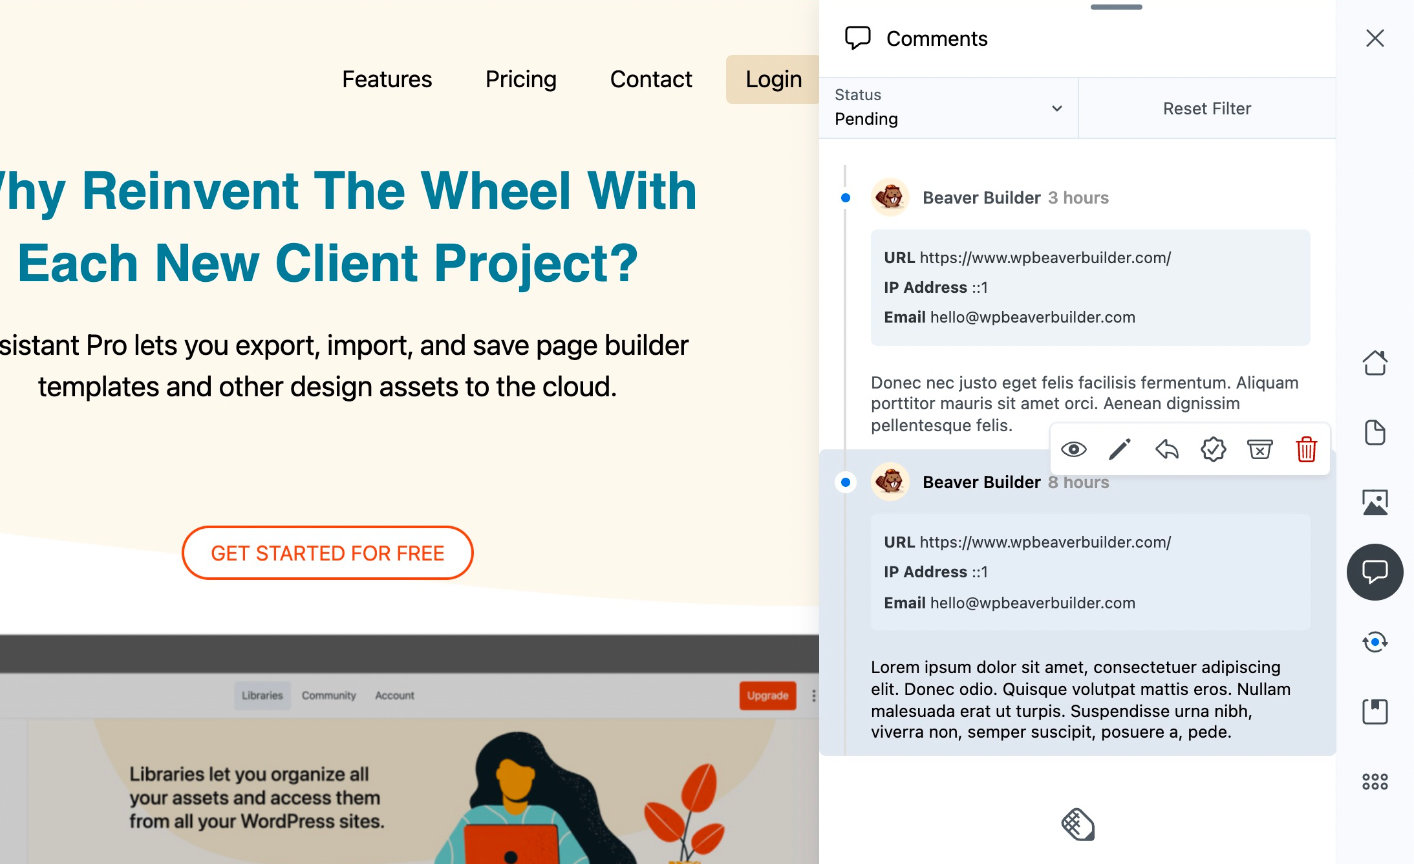 Features Pricing Contact Login
hy Reinvent The Wheel With
Each New Client Project?
sistant Pro lets you export, import, and save page builder
templates and other design assets to the cloud.
GET STARTED FOR FREE
Libraries Community Account Upgrade
Libraries let you organize all
your assets and access them
from all your WordPress sites.
Comments
Status
Pending
Reset Filter
Beaver Builder 3 hours
URL https://www.wpbeaverbuilder.com/
IP Address ::1
Email hello@wpbeaverbuilder.com
Donec nec justo eget felis facilisis fermentum. Aliquam
porttitor mauris sit amet orci. Aenean dignissim
pellentesque felis.
Beaver Builder 8 hours
URL https://www.wpbeaverbuilder.com/
IP Address ::1
Email hello@wpbeaverbuilder.com
Lorem ipsum dolor sit amet, consectetuer adipiscing
elit. Donec odio. Quisque volutpat mattis eros. Nullam
malesuada erat ut turpis. Suspendisse urna nibh,
viverra non, semper suscipit, posuere a, pede.